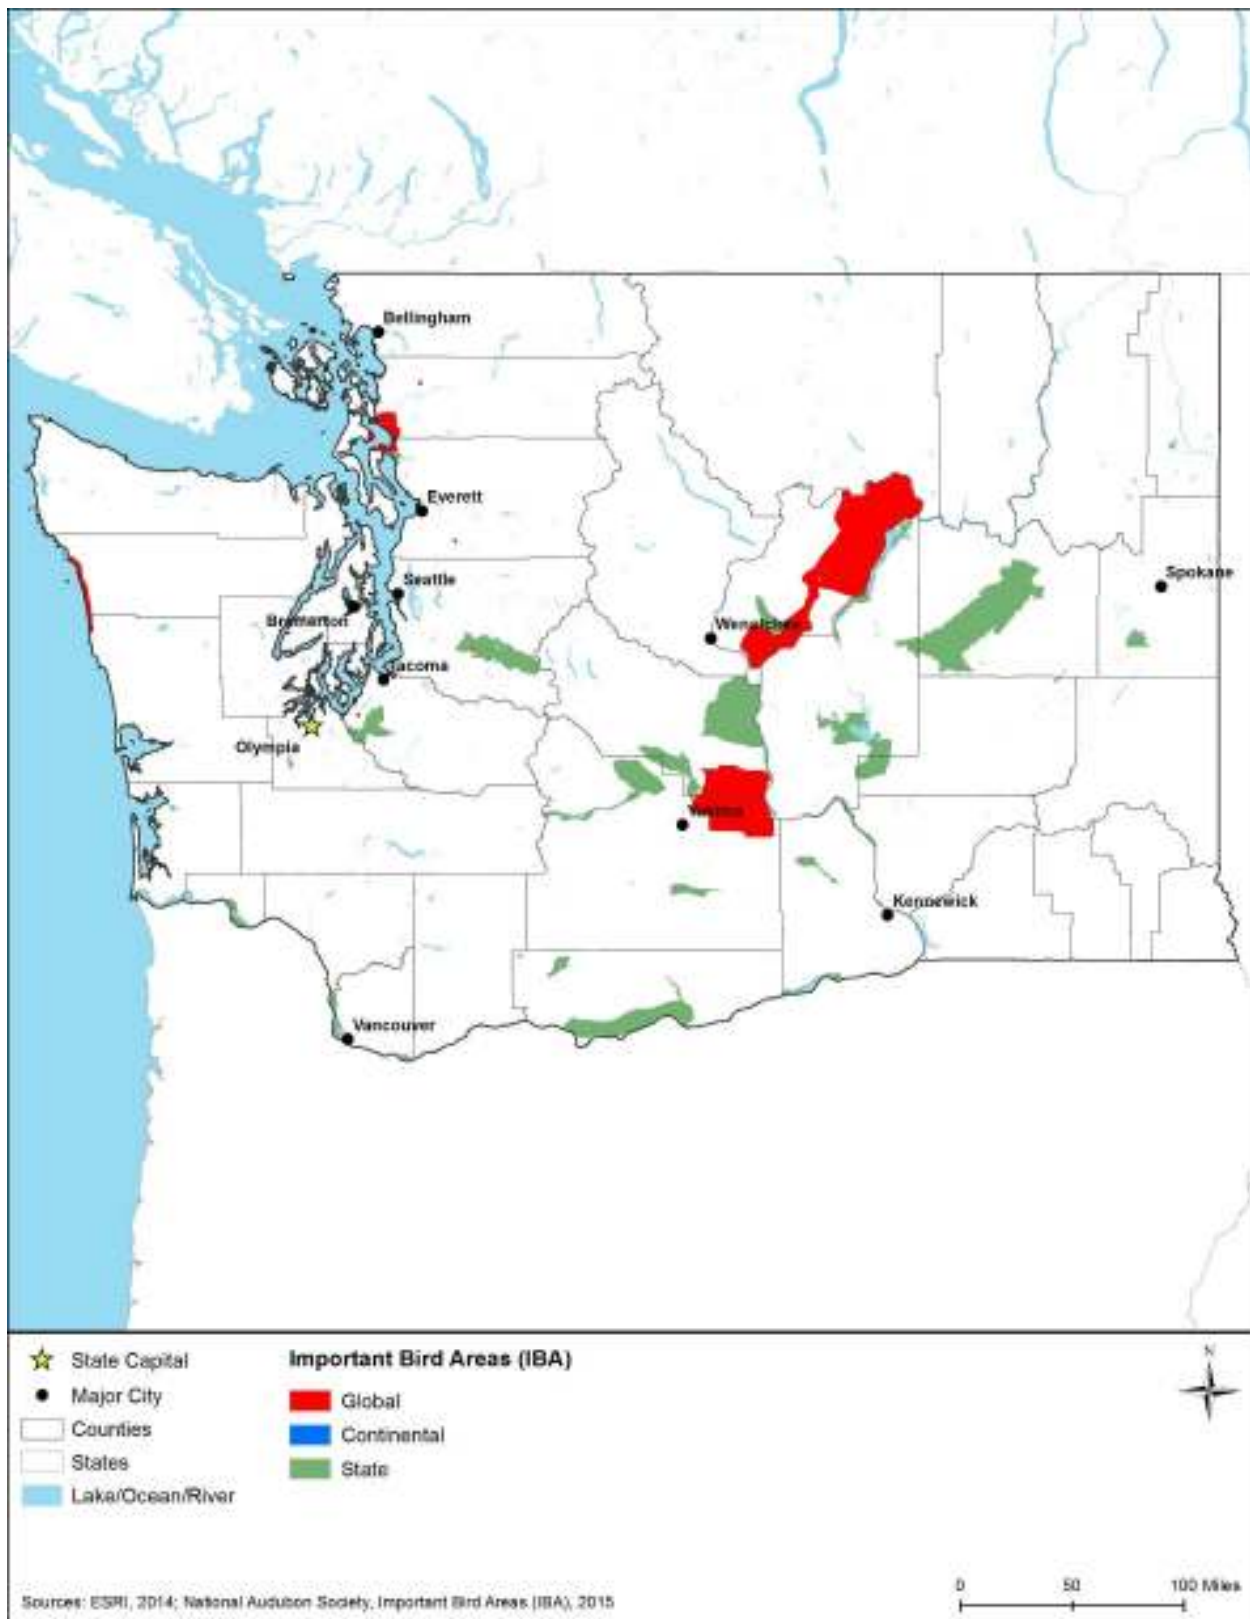 Bellingham
Everett
Seattle
Bremerton
Tacoma
Olympia
Wenatchee
Spokane
Yakima
Kennewick
Vancouver
State Capital
Major City
Counties
States
Lake/Ocean/River
Important Bird Areas (IBA)
Global
Continental
State
N
0 50 100 Miles
Sources: ESRI, 2014; National Audubon Society, Important Bird Areas (IBA), 2015